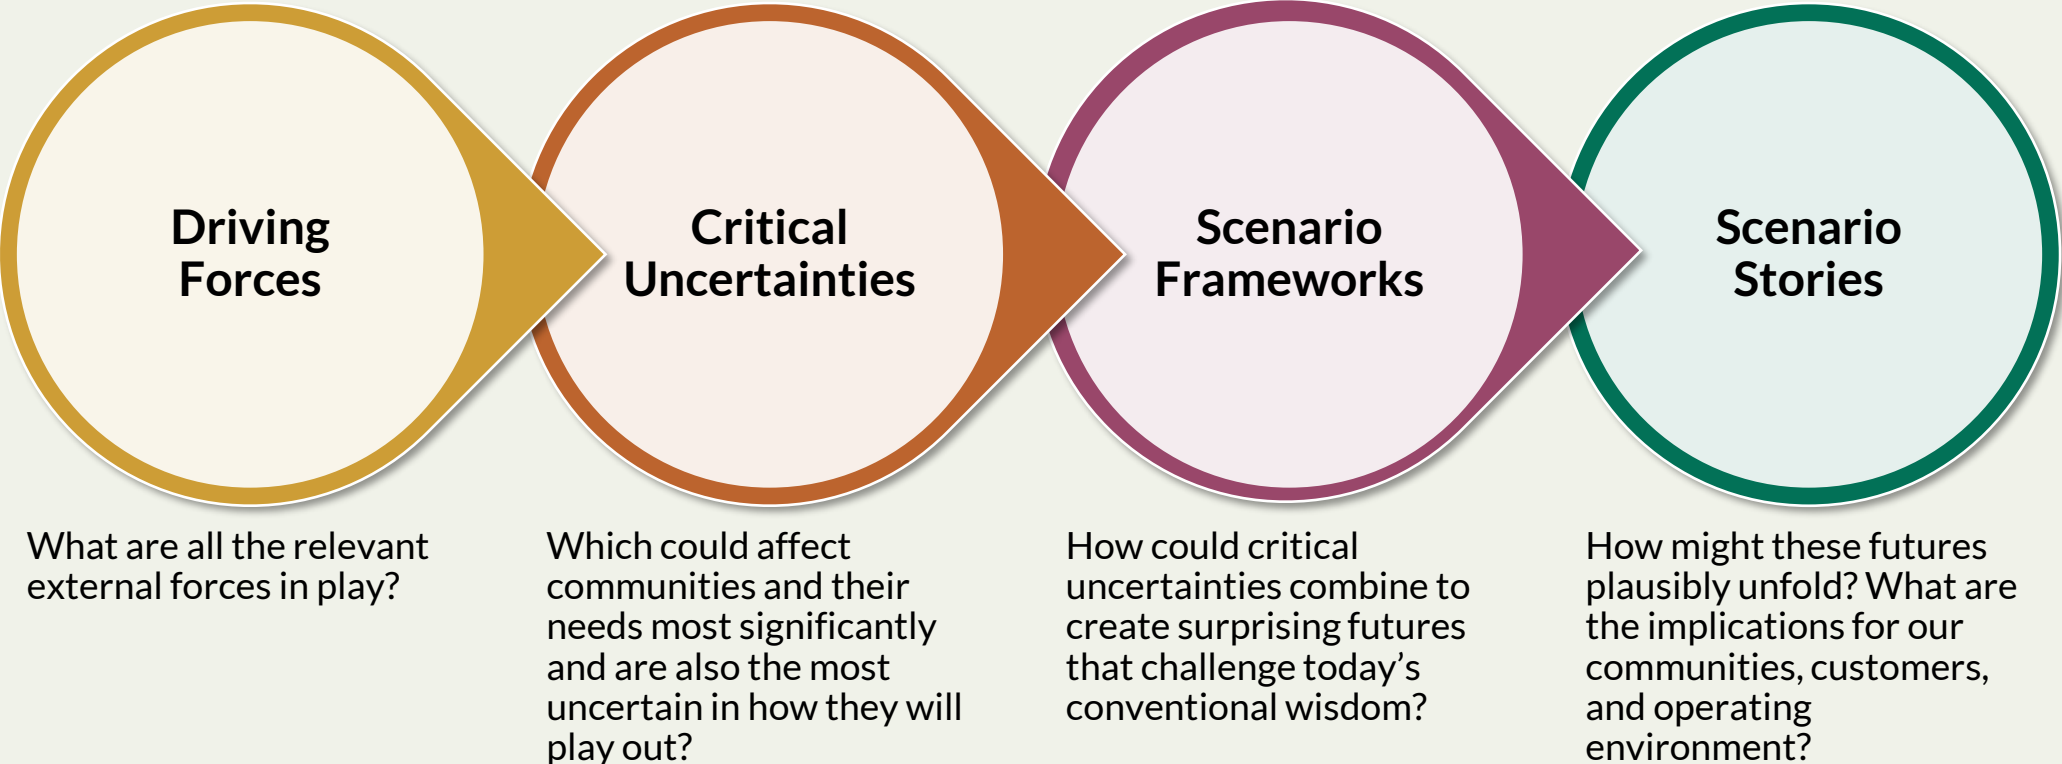 Driving
Forces
Critical
Uncertainties
Scenario
Frameworks
Scenario
Stories
What are all the relevant
external forces in play?
Which could affect
communities and their
needs most significantly
and are also the most
uncertain in how they will
play out?
How could critical
uncertainties combine to
create surprising futures
that challenge today’s
conventional wisdom?
How might these futures
plausibly unfold? What are
the implications for our
communities, customers,
and operating
environment?